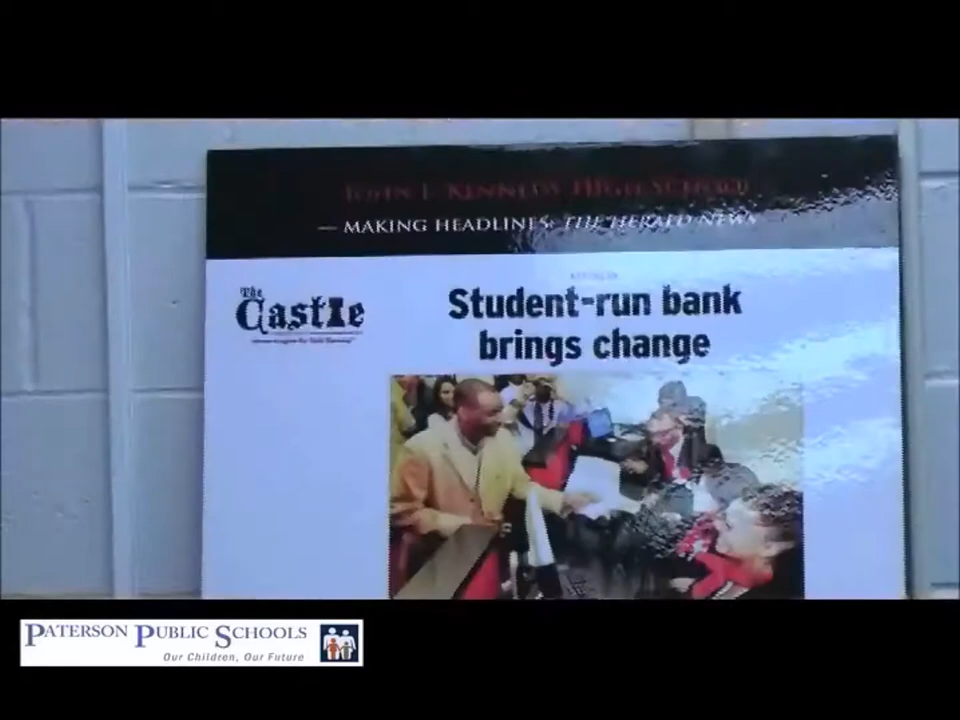 JOHN F. KENNEDY HIGH SCHOOL
— MAKING HEADLINES: THE HERALD NEWS
The
Castle
Student-run bank
brings change
PATERSON PUBLIC SCHOOLS
Our Children, Our Future